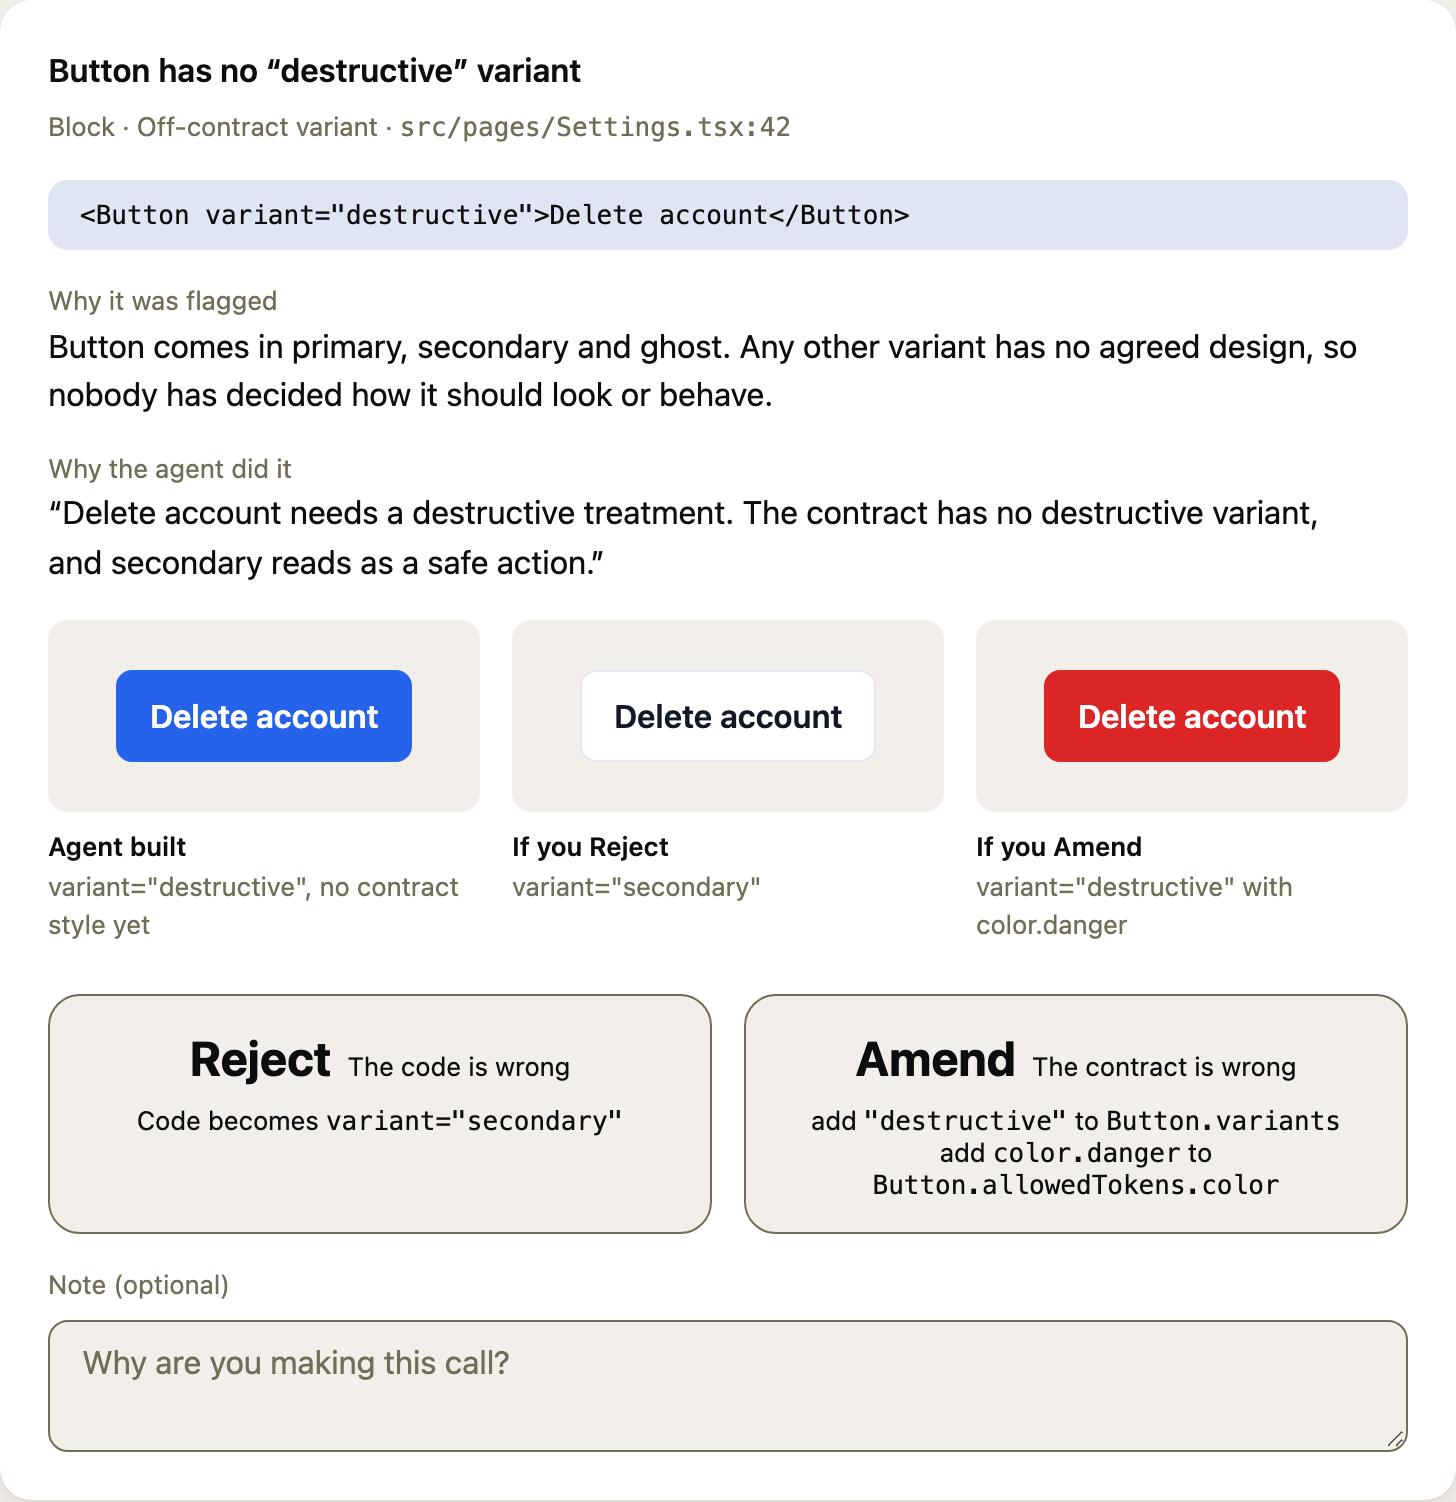 Button has no “destructive” variant
Block · Off-contract variant · src/pages/Settings.tsx:42
<Button variant="destructive">Delete account</Button>
Why it was flagged
Button comes in primary, secondary and ghost. Any other variant has no agreed design, so
nobody has decided how it should look or behave.
Why the agent did it
“Delete account needs a destructive treatment. The contract has no destructive variant,
and secondary reads as a safe action.”
Delete account
Agent built
variant="destructive", no contract
style yet
Delete account
If you Reject
variant="secondary"
Delete account
If you Amend
variant="destructive" with
color.danger
Reject The code is wrong
Code becomes variant="secondary"
Amend The contract is wrong
add "destructive" to Button.variants
add color.danger to
Button.allowedTokens.color
Note (optional)
Why are you making this call?